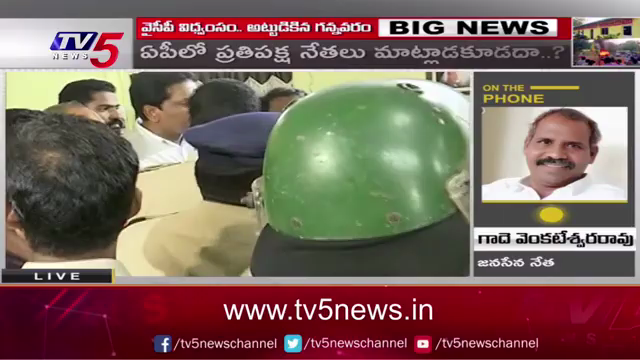 TV5
NEWS
వైసీపీ విధ్వంసం.. అట్టుడికిన గన్నవరం
BIG NEWS
ఏపీలో ప్రతిపక్ష నేతలు మాట్లాడకూడదా..?
ON THE
PHONE
గాదె వెంకటేశ్వరరావు
జనసేన నేత
LIVE
www.tv5news.in
/tv5newschannel
/tv5newschannel
/tv5newschannel